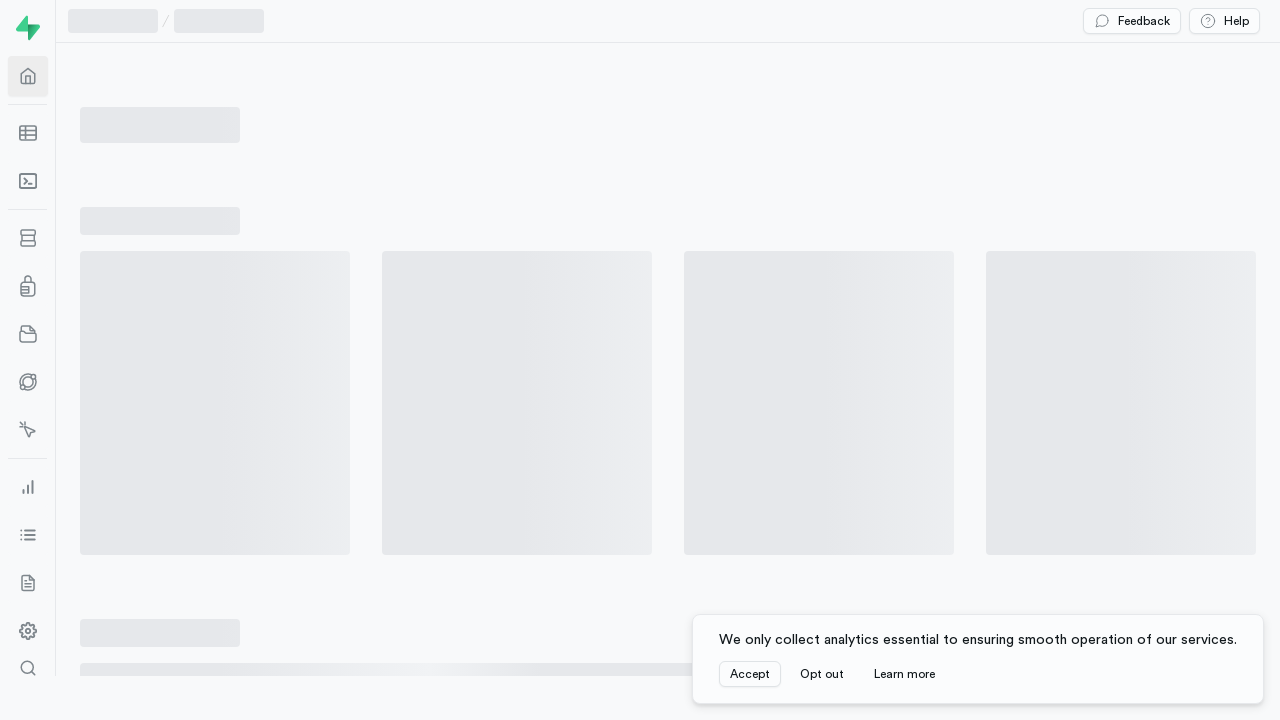 /
Feedback
Help
We only collect analytics essential to ensuring smooth operation of our services.
Accept Opt out Learn more